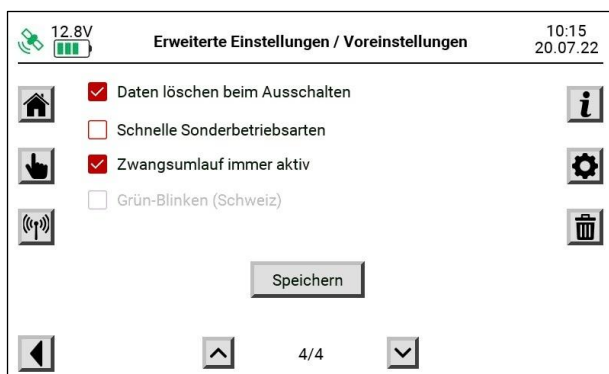 12.8V
Erweiterte Einstellungen / Voreinstellungen
10:15
20.07.22
Daten löschen beim Ausschalten
i
Schnelle Sonderbetriebsarten
Zwangsumlauf immer aktiv
Grün-Blinken (Schweiz)
Speichern
4/4